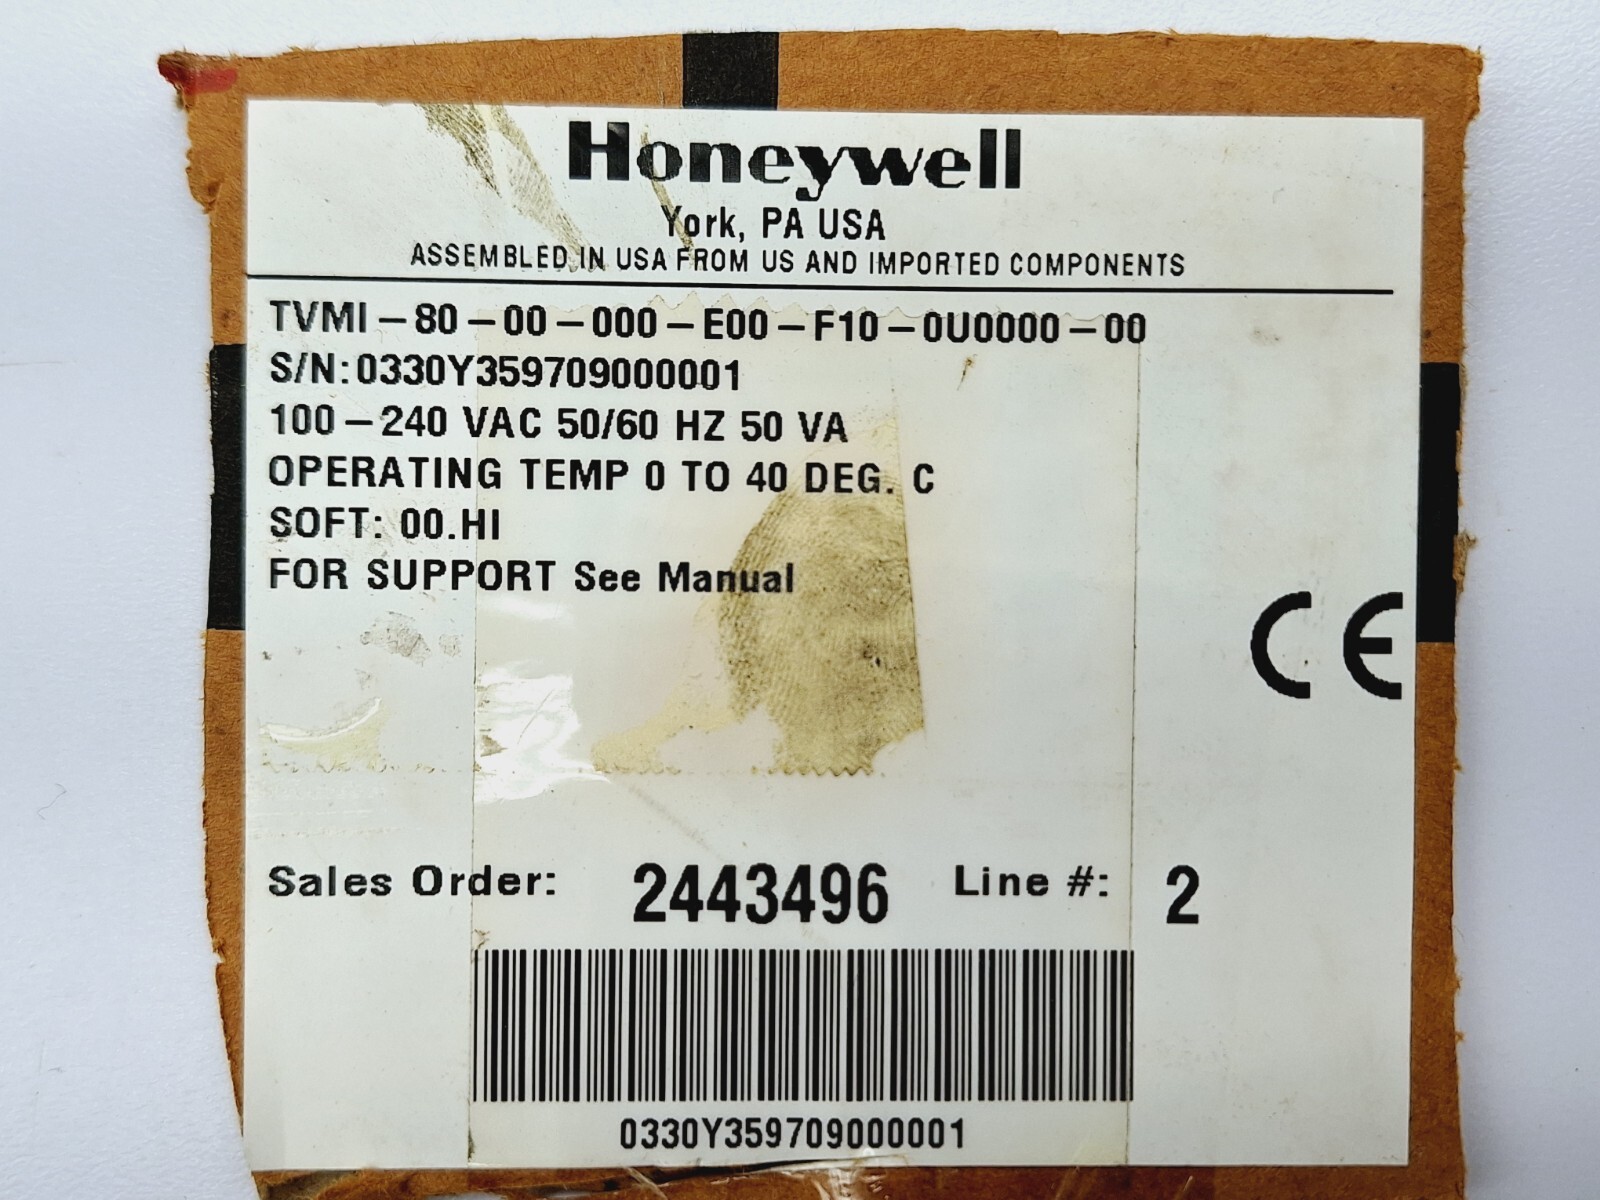 Honeywell
York, PA USA
ASSEMBLED IN USA FROM US AND IMPORTED COMPONENTS
TVMI-80-00-000-E00-F10-0U0000-00
S/N:0330Y359709000001
100-240 VAC 50/60 HZ 50 VA
OPERATING TEMP 0 TO 40 DEG. C
SOFT: 00.HI
FOR SUPPORT See Manual
CE
Sales Order: 2443496 Line #: 2
0330Y359709000001